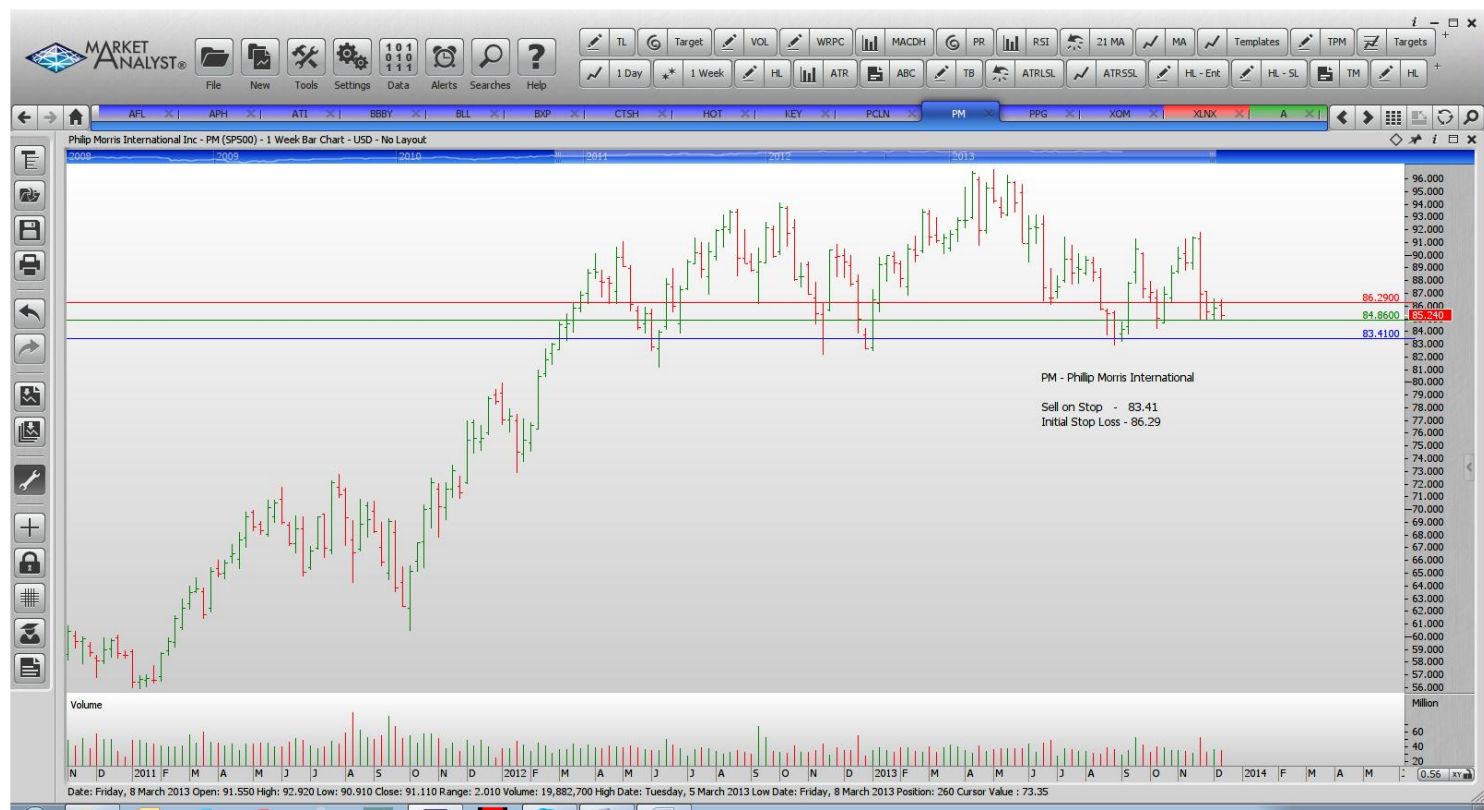 i
MARKET ANALYST®
File New Tools Settings Data Alerts Searches Help
TL Target VOL WRPC MACDH PR RSI 21 MA MA Templates TPM Targets +
1 Day 1 Week HL ATR ABC TB ATRLSL ATRSSL HL - Ent HL - SL TM HL +
AFL APH ATI BBBY BLL BXP CTSH HOT KEY PCLN PM PPG XOM XLNX A
Philip Morris International Inc - PM (SP500) - 1 Week Bar Chart - USD - No Layout
2008 2009 2010 2011 2012 2013
96.000
95.000
94.000
93.000
92.000
91.000
90.000
89.000
88.000
87.000
86.2900
86.000
84.8600 85.240
84.000
83.4100
83.000
82.000
81.000
80.000
79.000
78.000
77.000
76.000
75.000
74.000
73.000
72.000
71.000
70.000
69.000
68.000
67.000
66.000
65.000
64.000
63.000
62.000
61.000
60.000
59.000
58.000
57.000
56.000
PM - Phillip Morris International
Sell on Stop - 83.41
Initial Stop Loss - 86.29
Volume
Million
60
40
20
N D 2011 F M A M J J A S O N D 2012 F M A M J J A S O N D 2013 F M A M J J A S O N D 2014 F M A M
0.56 XY
Date: Friday, 8 March 2013 Open: 91.550 High: 92.920 Low: 90.910 Close: 91.110 Range: 2.010 Volume: 19,882,700 High Date: Tuesday, 5 March 2013 Low Date: Friday, 8 March 2013 Position: 260 Cursor Value : 73.35